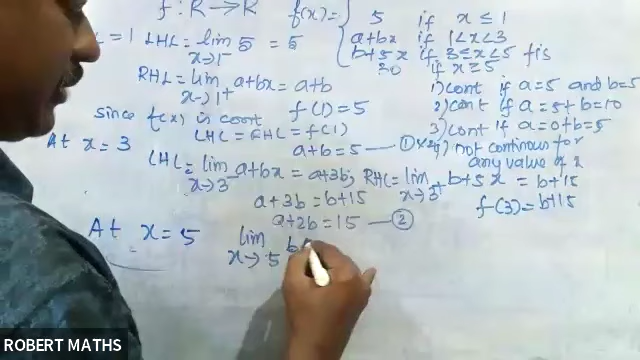 f : R → R f(x) = { 5 if x ≤ 1
a+bx if 1<x<3
b+5x if 3≤x<5 f is
30 if x ≥ 5
= 1 LHL = lim x→1⁻ 5 = 5
RHL = lim x→1⁺ a+bx = a+b
1) cont if a=5 and b=5
since f(x) is cont f(1) = 5
2) cont if a=5 + b=10
LHL = RHL = f(1)
3) cont if a=0 + b=5
At x = 3
a+b = 5 — ①
4) not continuous for
any value of
LHL = lim x→3⁻ a+bx = a+3b, RHL = lim x→3⁺ b+5x = b+15
a+3b = b+15 f(3) = b+15
a+2b = 15 — ②
At x = 5 lim x→5 b
ROBERT MATHS